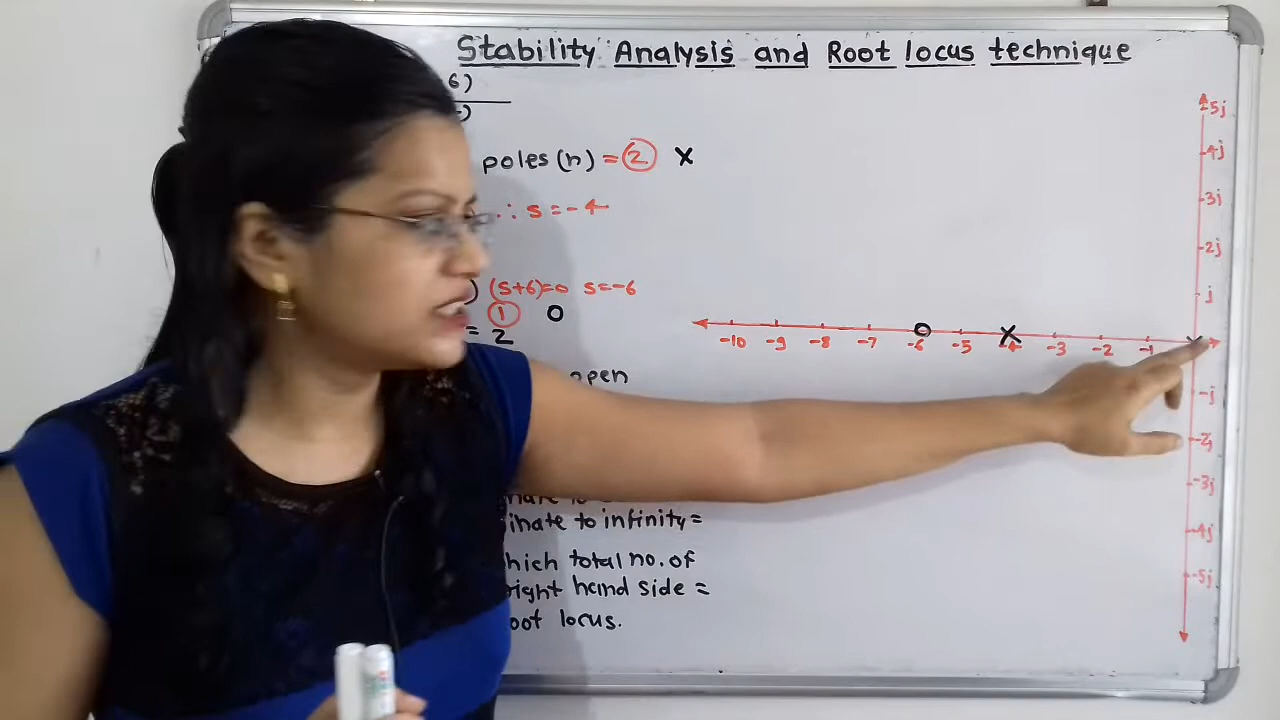 Stability Analysis and Root locus technique
6)
poles (n) = 2 x
∴ s = -4
(s+6)=0 s=-6
1 o
= 2
open
inate to infinity =
hich total no. of
right hand side =
oot locus.
5j
4j
3j
2j
j
-10 -9 -8 -7 -6 -5 -4 -3 -2 -1
-j
-2j
-3j
-4j
-5j